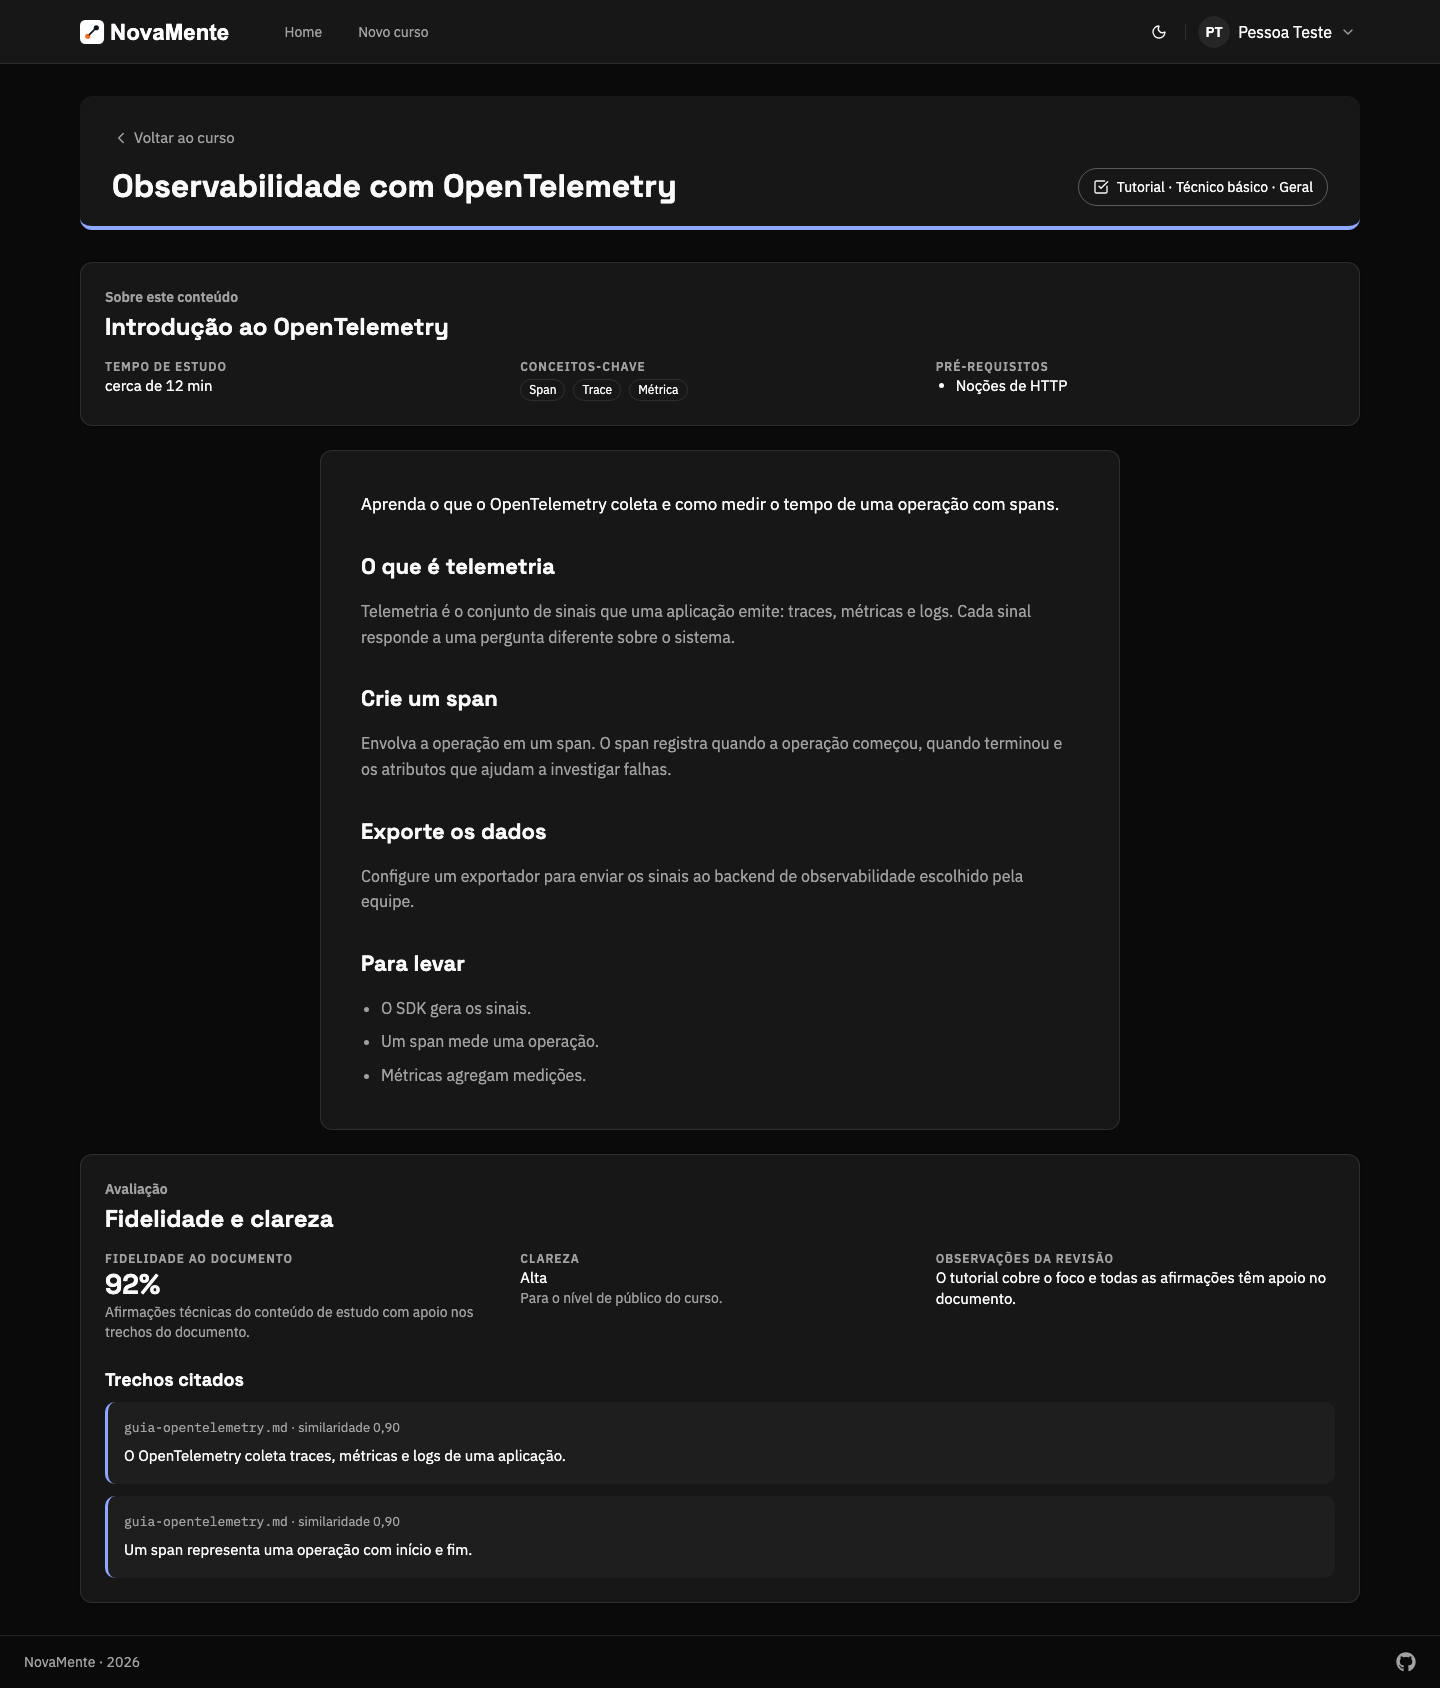 NovaMente
Home
Novo curso
PT
Pessoa Teste
Voltar ao curso
Observabilidade com OpenTelemetry
Tutorial · Técnico básico · Geral
Sobre este conteúdo
Introdução ao OpenTelemetry
TEMPO DE ESTUDO
cerca de 12 min
CONCEITOS-CHAVE
Span
Trace
Métrica
PRÉ-REQUISITOS
• Noções de HTTP
Aprenda o que o OpenTelemetry coleta e como medir o tempo de uma operação com spans.
O que é telemetria
Telemetria é o conjunto de sinais que uma aplicação emite: traces, métricas e logs. Cada sinal
responde a uma pergunta diferente sobre o sistema.
Crie um span
Envolva a operação em um span. O span registra quando a operação começou, quando terminou e
os atributos que ajudam a investigar falhas.
Exporte os dados
Configure um exportador para enviar os sinais ao backend de observabilidade escolhido pela
equipe.
Para levar
• O SDK gera os sinais.
• Um span mede uma operação.
• Métricas agregam medições.
Avaliação
Fidelidade e clareza
FIDELIDADE AO DOCUMENTO
92%
Afirmações técnicas do conteúdo de estudo com apoio nos
trechos do documento.
CLAREZA
Alta
Para o nível de público do curso.
OBSERVAÇÕES DA REVISÃO
O tutorial cobre o foco e todas as afirmações têm apoio no
documento.
Trechos citados
guia-opentelemetry.md · similaridade 0,90
O OpenTelemetry coleta traces, métricas e logs de uma aplicação.
guia-opentelemetry.md · similaridade 0,90
Um span representa uma operação com início e fim.
NovaMente · 2026